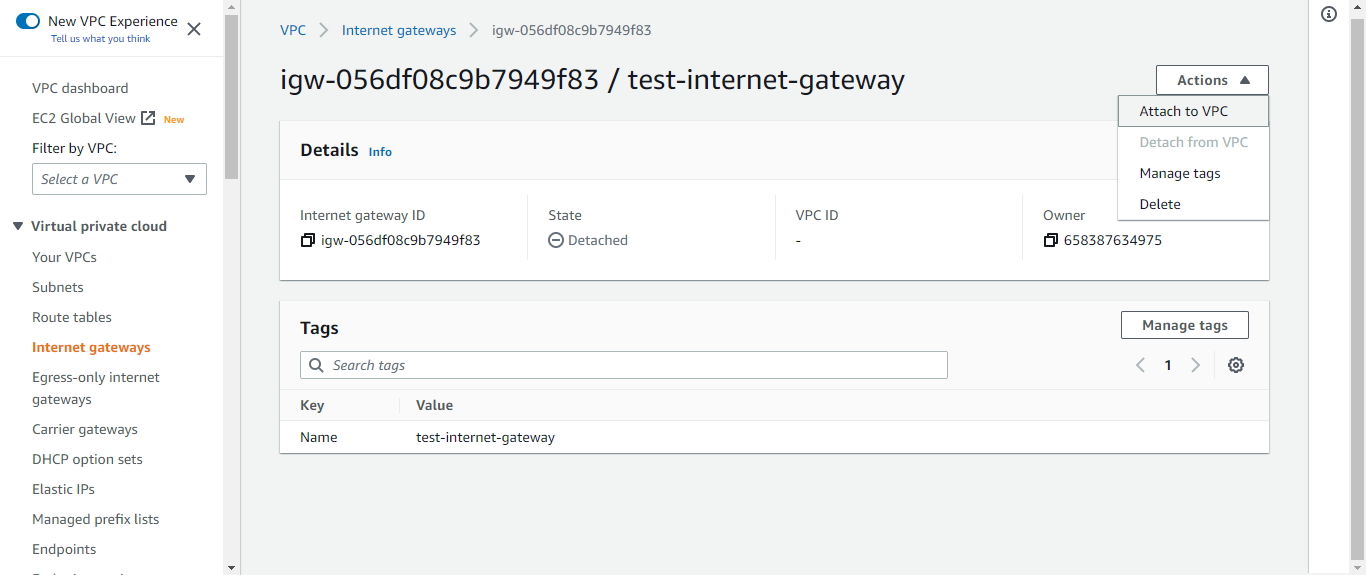 New VPC Experience
Tell us what you think
VPC dashboard
EC2 Global View New
Filter by VPC:
Select a VPC
Virtual private cloud
Your VPCs
Subnets
Route tables
Internet gateways
Egress-only internet
gateways
Carrier gateways
DHCP option sets
Elastic IPs
Managed prefix lists
Endpoints
VPC Internet gateways igw-056df08c9b7949f83
igw-056df08c9b7949f83 / test-internet-gateway
Actions
Attach to VPC
Detach from VPC
Manage tags
Delete
Details Info
Internet gateway ID
igw-056df08c9b7949f83
State
Detached
VPC ID
-
Owner
658387634975
Tags
Manage tags
Search tags
1
Key Value
Name test-internet-gateway